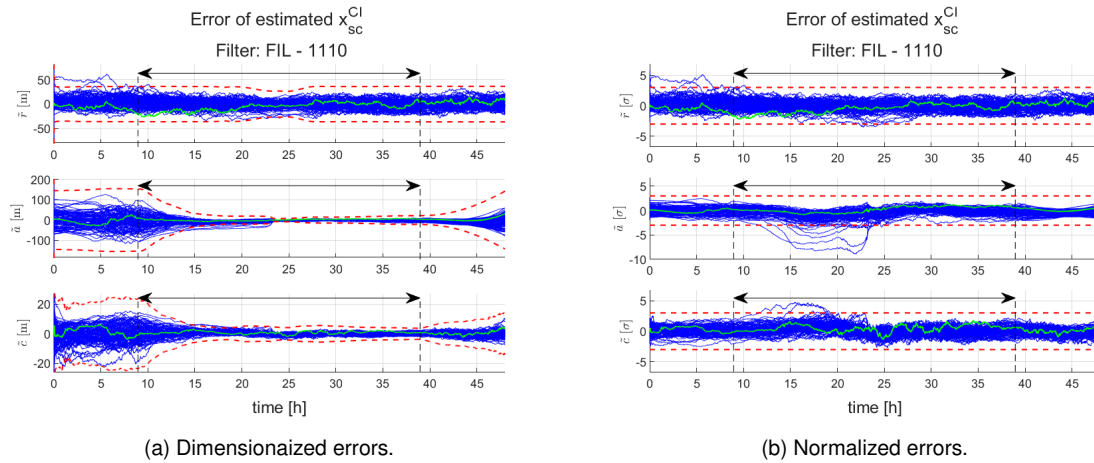 Error of estimated x_sc^CI
Filter: FIL - 1110
r̃ [m]
50
0
-50
0 5 10 15 20 25 30 35 40 45
ã [m]
200
100
0
-100
0 5 10 15 20 25 30 35 40 45
c̃ [m]
20
0
-20
0 5 10 15 20 25 30 35 40 45
time [h]
(a) Dimensionaized errors.
Error of estimated x_sc^CI
Filter: FIL - 1110
r̃ [σ]
5
0
-5
0 5 10 15 20 25 30 35 40 45
ã [σ]
5
0
-5
-10
0 5 10 15 20 25 30 35 40 45
c̃ [σ]
5
0
-5
0 5 10 15 20 25 30 35 40 45
time [h]
(b) Normalized errors.